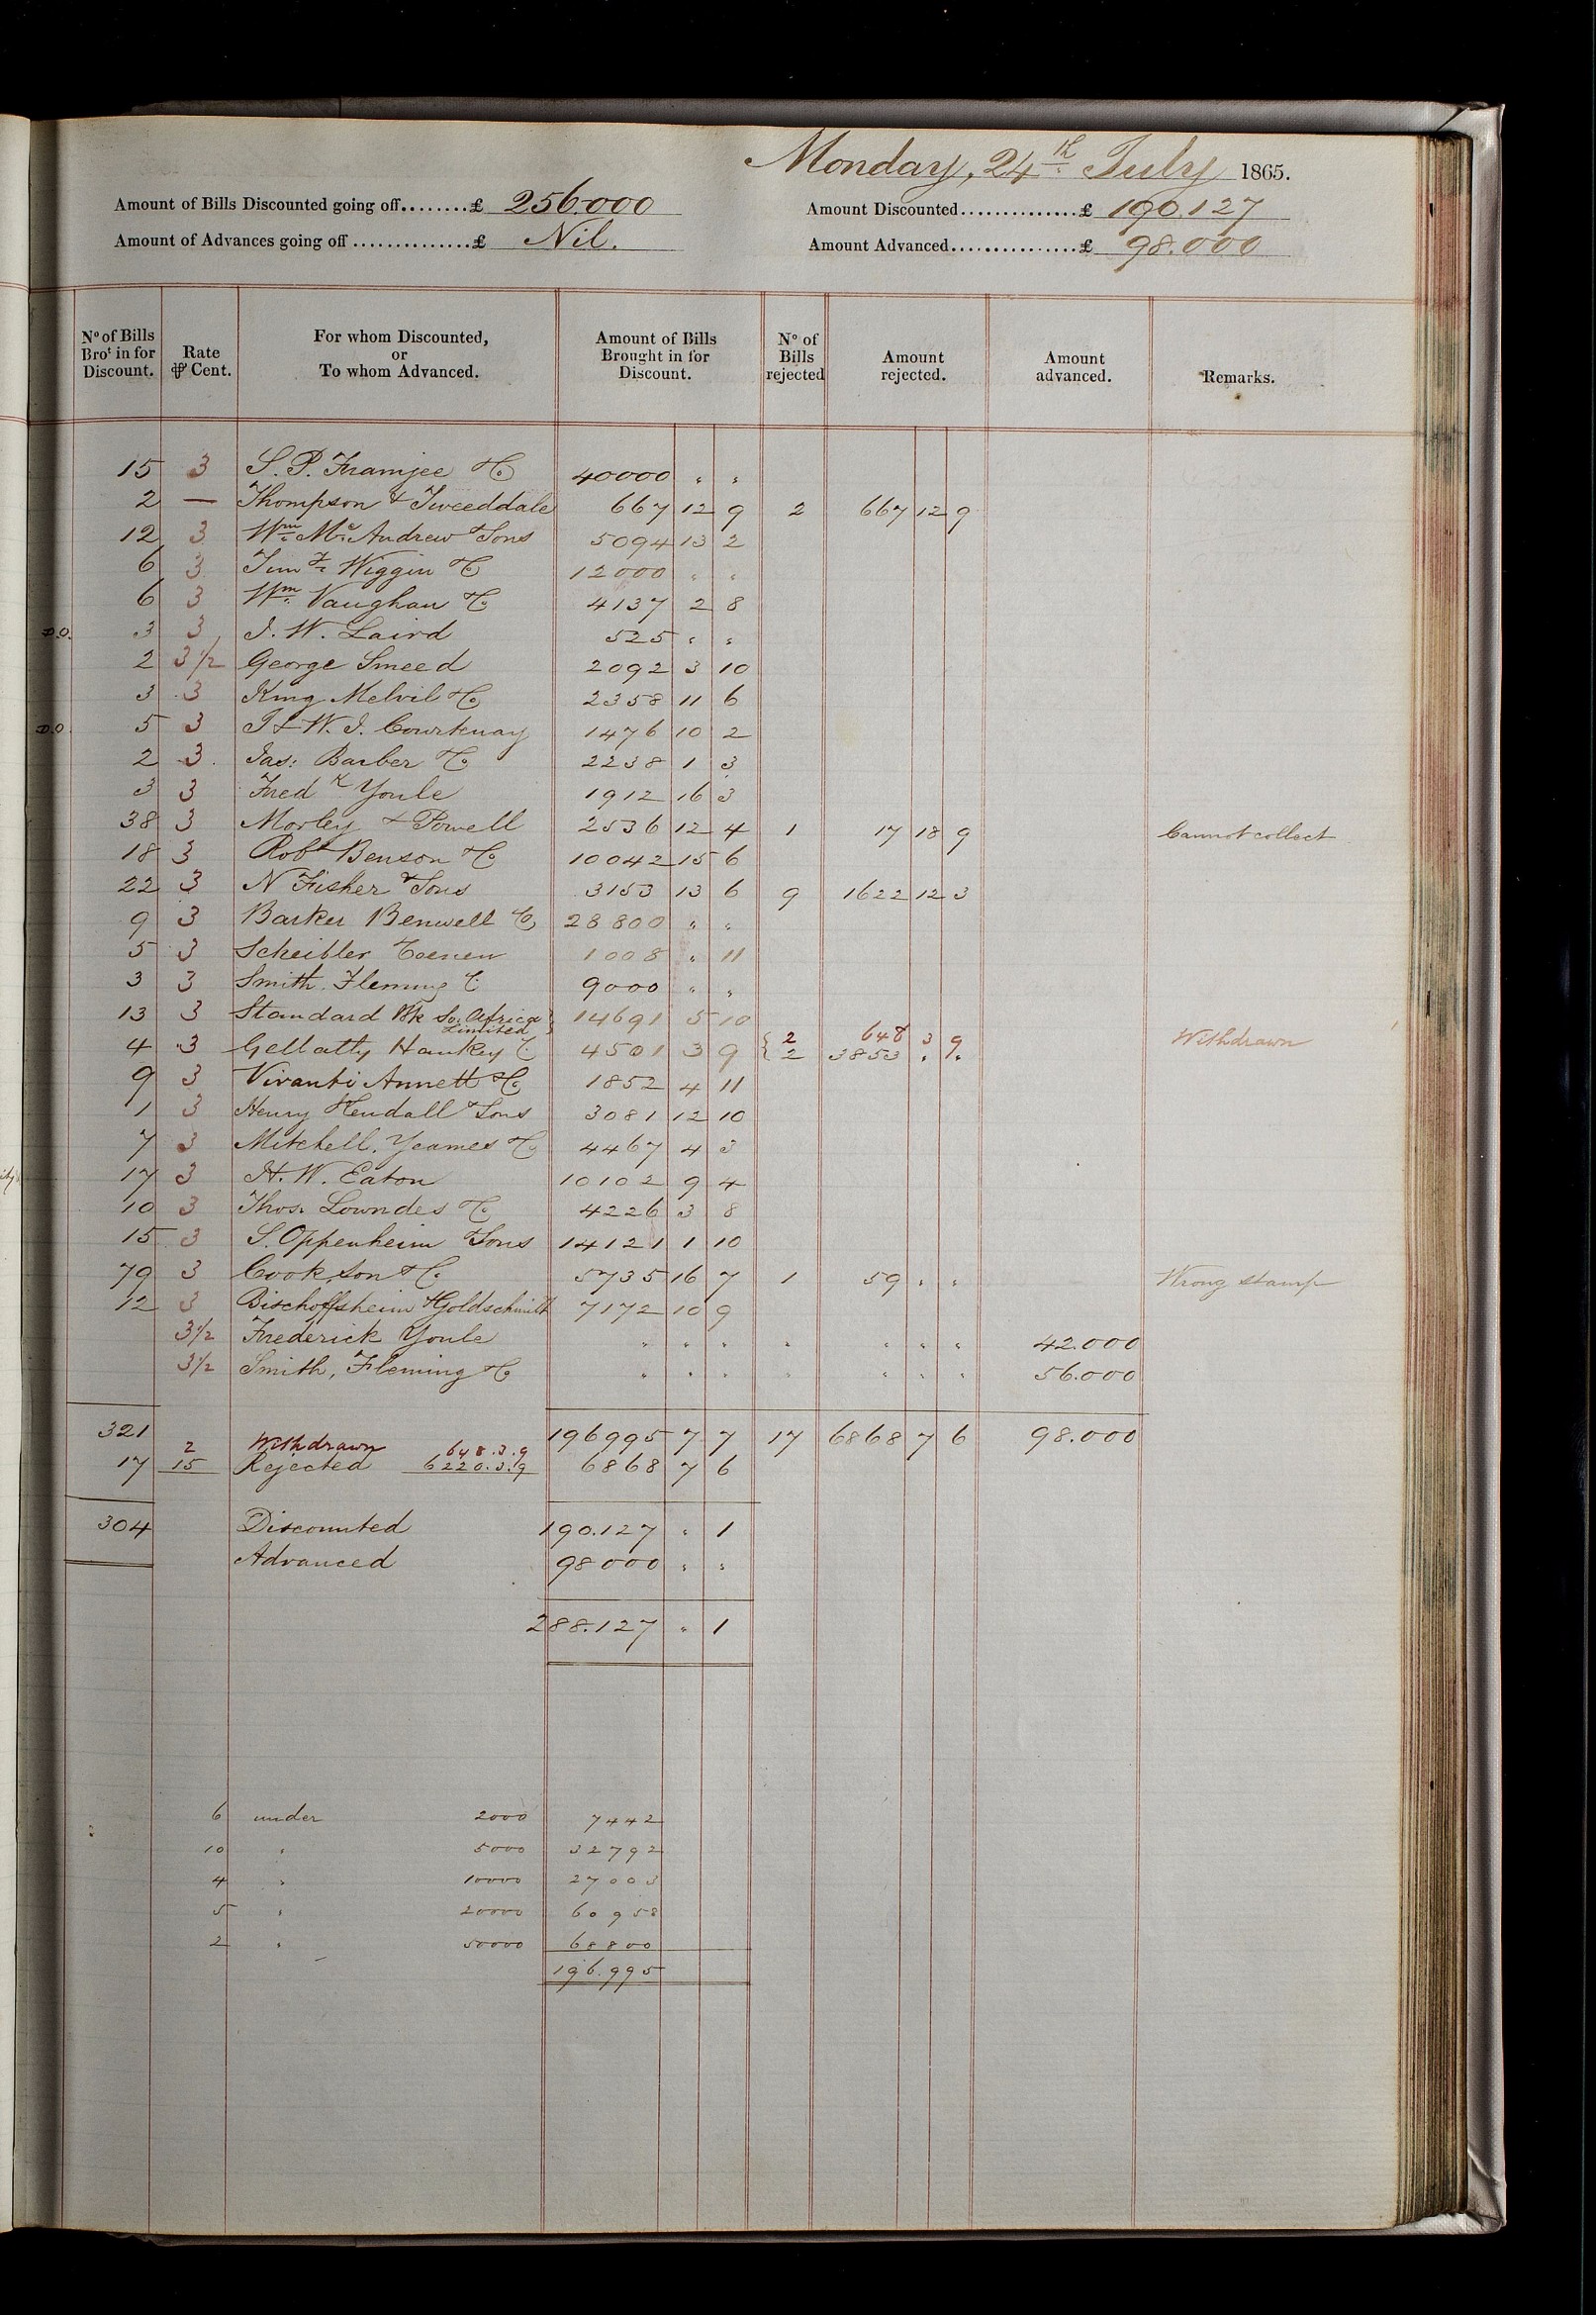 Monday, 24th July 1865.
Amount of Bills Discounted going off........£ 256.000 Amount Discounted..............£ 190.127
Amount of Advances going off ..............£ Nil. Amount Advanced................£ 98.000
No of Bills Brot in for Discount. Rate ⅌ Cent. For whom Discounted, or To whom Advanced. Amount of Bills Brought in for Discount. No of Bills rejected Amount rejected. Amount advanced. Remarks.
15 3 S. P. Framjee & Co 40000 " "
2 — Thompson & Tweeddale 667 12 9 2 667 12 9
12 3 Wm McAndrew & Sons 5094 13 2
6 3 Wiggin & Co 12000 " "
6 3 Wm Vaughan & Co 4137 2 8
D.O. 3 3 J. W. Laird 525 " "
2 3½ George Smeed 2092 3 10
3 3 King Melvil & Co 2358 11 6
D.O. 5 3 T & W. J. Courtenay 1476 10 2
2 3 Jas: Barber & Co 2238 1 3
3 3 Fredk Youle 1912 16 3
38 3 Morley & Powell 2536 12 4 1 17 18 9 Cannot collect
18 3 Robt Benson & Co 10042 15 6
22 3 N Fisher & Sons 3153 13 6 9 1622 12 3
9 3 Barker Benwell & Co 28800 " "
5 3 Scheibler 1008 " 11
3 3 Smith. Fleming & Co 9000 " "
13 3 Standard Bk So. Africa Limited 14691 5 10
4 3 Gellatly Hankey & Co 4501 3 9 { 2 648 3 9 Withdrawn
2 3853 " "
9 3 Vivanti Annett & Co 1852 4 11
1 3 Henry Kendall & Sons 3081 12 10
7 3 Mitchell. Yeames & Co 4467 4 3
17 3 H. W. Eaton 10102 9 4
10 3 Thos. Lowndes & Co 4226 3 8
15 3 S. Oppenheim & Sons 14121 1 10
79 3 Cook, Son & Co 5735 16 7 1 59 " " Wrong stamp
12 3 Bischoffsheim & Goldschmidt 7172 10 9
3½ Frederick Youle " " " " " " " 42.000
3½ Smith, Fleming & Co " " " " " " " 56.000
321 196995 7 7 17 6868 7 6 98.000
2 Withdrawn 648.3.9
17 15 Rejected 6220.3.9 6868 7 6
304 Discounted 190.127 " 1
Advanced 98000 " "
288.127 " 1
6 under 2000 7442
10 " 5000 32792
4 " 10000 27003
5 " 20000 60958
2 " 50000 68800
196.995